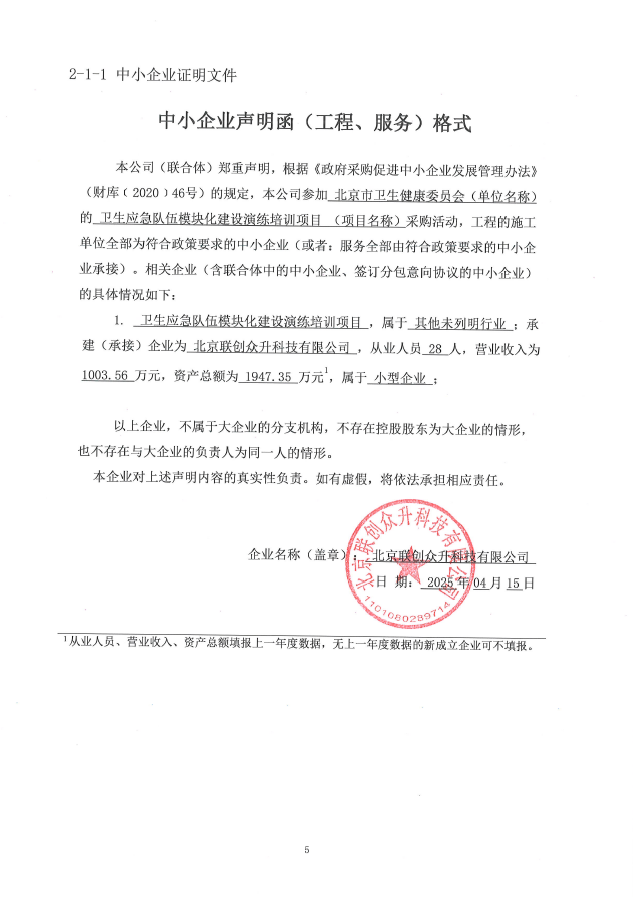 2-1-1 中小企业证明文件
中小企业声明函（工程、服务）格式
本公司（联合体）郑重声明，根据《政府采购促进中小企业发展管理办法》
（财库﹝2020﹞46号）的规定，本公司参加 北京市卫生健康委员会（单位名称）
的 卫生应急队伍模块化建设演练培训项目 （项目名称）采购活动，工程的施工
单位全部为符合政策要求的中小企业（或者：服务全部由符合政策要求的中小企
业承接）。相关企业（含联合体中的中小企业、签订分包意向协议的中小企业）
的具体情况如下：
1. 卫生应急队伍模块化建设演练培训项目 ，属于 其他未列明行业 ；承
建（承接）企业为 北京联创众升科技有限公司 ，从业人员 28 人，营业收入为
1003.56 万元，资产总额为 1947.35 万元¹，属于 小型企业 ；
以上企业，不属于大企业的分支机构，不存在控股股东为大企业的情形，
也不存在与大企业的负责人为同一人的情形。
本企业对上述声明内容的真实性负责。如有虚假，将依法承担相应责任。
企业名称（盖章）： 北京联创众升科技有限公司
日 期： 2025 年 04 月 15 日
北京联创众升科技有限公司
1101080289714
¹从业人员、营业收入、资产总额填报上一年度数据，无上一年度数据的新成立企业可不填报。
5